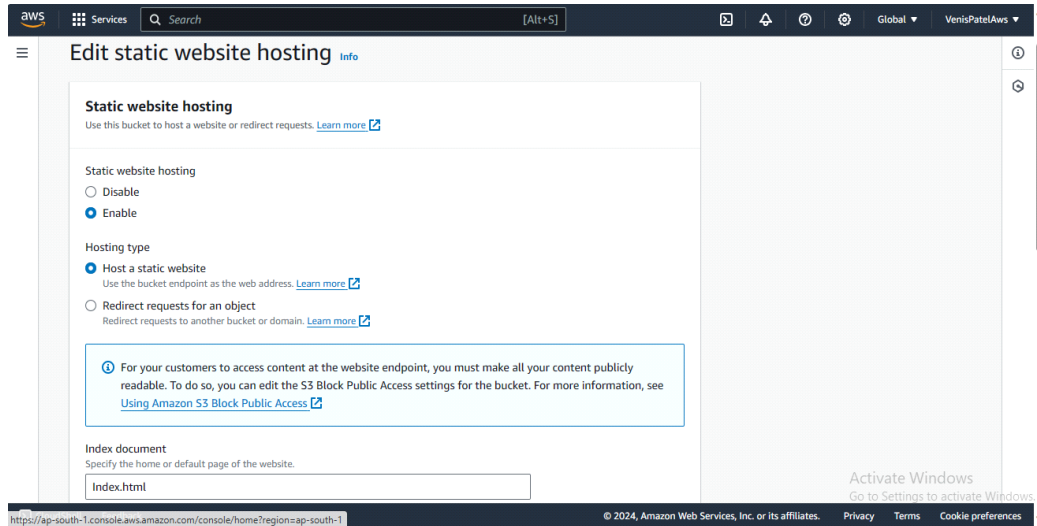 aws
Services
Search
[Alt+S]
Global ▼
VenisPatelAws ▼
Edit static website hosting Info
Static website hosting
Use this bucket to host a website or redirect requests. Learn more
Static website hosting
Disable
Enable
Hosting type
Host a static website
Use the bucket endpoint as the web address. Learn more
Redirect requests for an object
Redirect requests to another bucket or domain. Learn more
For your customers to access content at the website endpoint, you must make all your content publicly
readable. To do so, you can edit the S3 Block Public Access settings for the bucket. For more information, see
Using Amazon S3 Block Public Access
Index document
Specify the home or default page of the website.
Index.html
Activate Windows
Go to Settings to activate Windows.
https://ap-south-1.console.aws.amazon.com/console/home?region=ap-south-1
© 2024, Amazon Web Services, Inc. or its affiliates.
Privacy
Terms
Cookie preferences